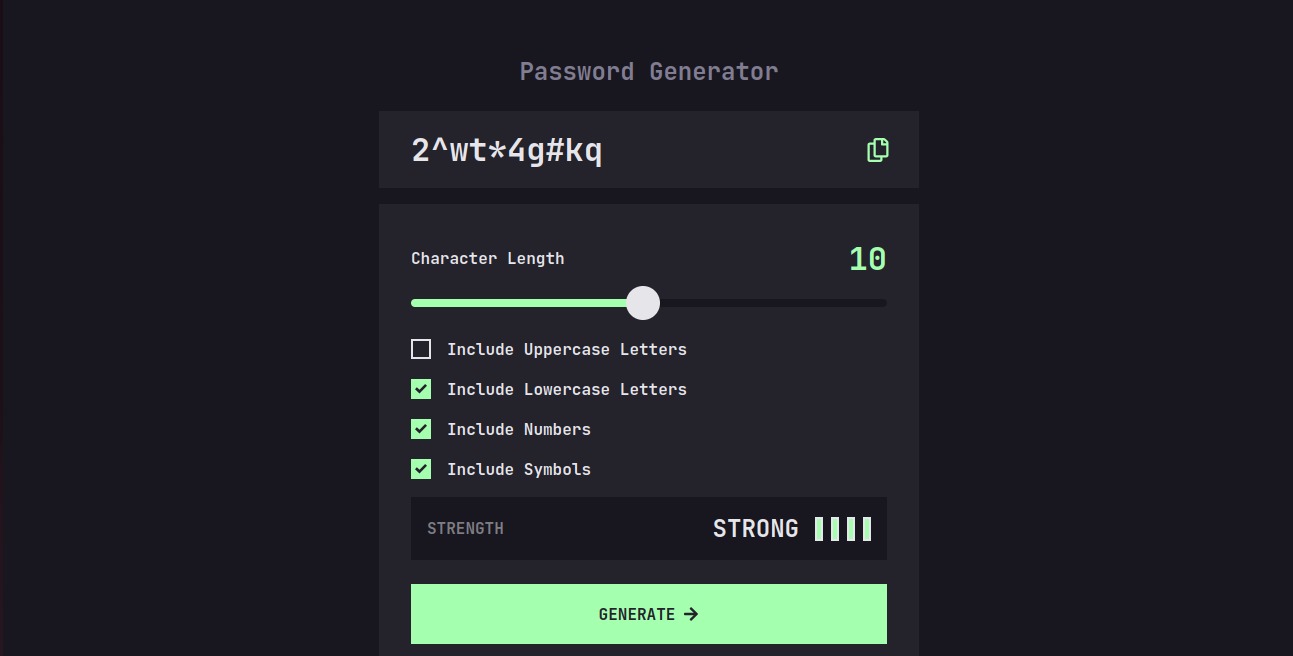 Password Generator
2^wt*4g#kq
Character Length 10
Include Uppercase Letters
Include Lowercase Letters
Include Numbers
Include Symbols
STRENGTH STRONG
GENERATE →